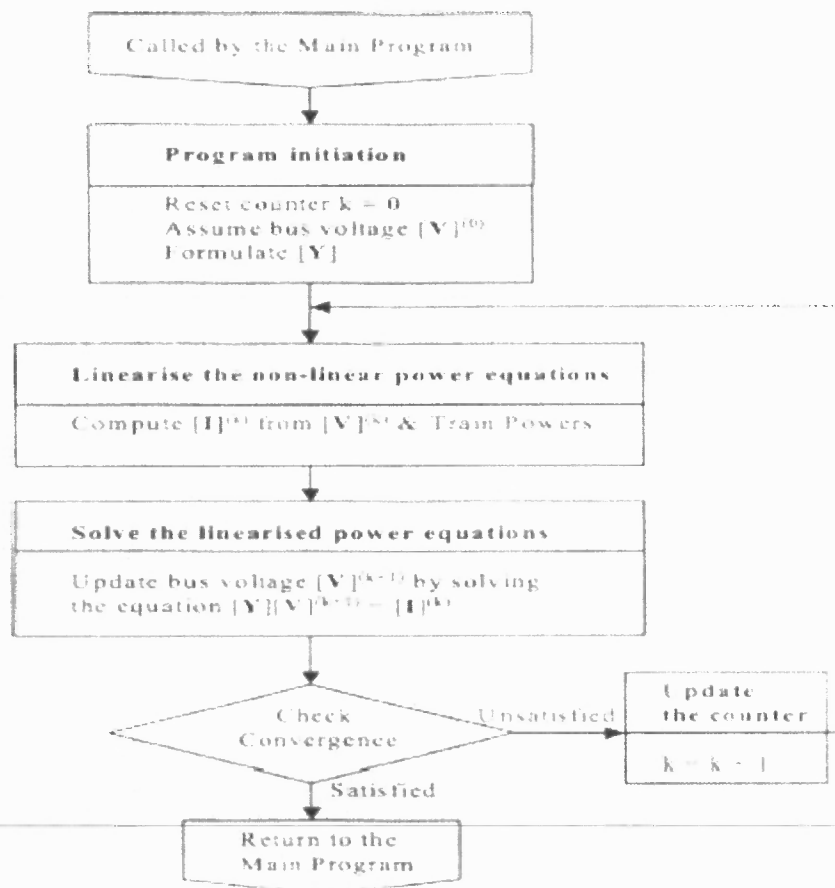 Called by the Main Program
Program initiation
Reset counter k = 0
Assume bus voltage [V]⁽⁰⁾
Formulate [Y]
Linearise the non-linear power equations
Compute [I]⁽ᵏ⁾ from [V]⁽ᵏ⁾ & Train Powers
Solve the linearised power equations
Update bus voltage [V]⁽ᵏ⁺¹⁾ by solving
the equation [Y][V]⁽ᵏ⁺¹⁾ = [I]⁽ᵏ⁾
Check
Convergence
Unsatisfied
Update
the counter
k = k + 1
Satisfied
Return to the
Main Program